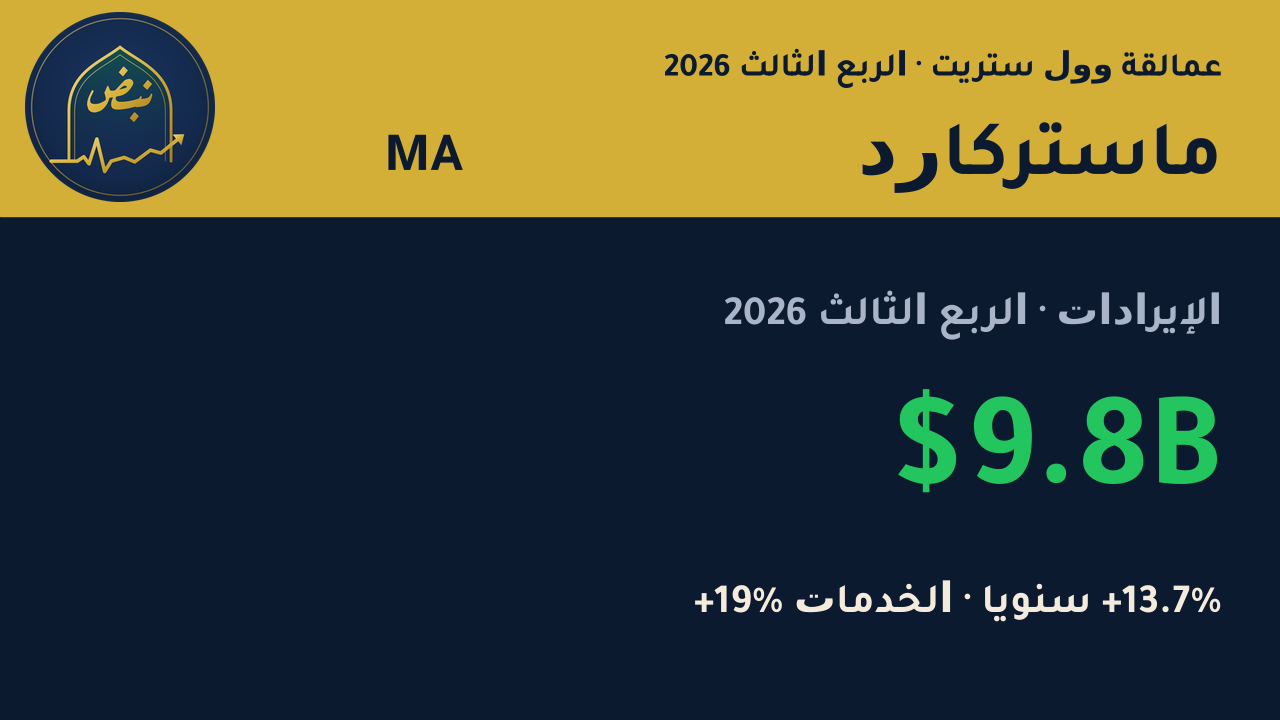 نبض
عمالقة وول ستريت · الربع الثالث 2026
ماستركارد
MA
الإيرادات · الربع الثالث 2026
$9.8B
+13.7% سنويا · الخدمات +19%